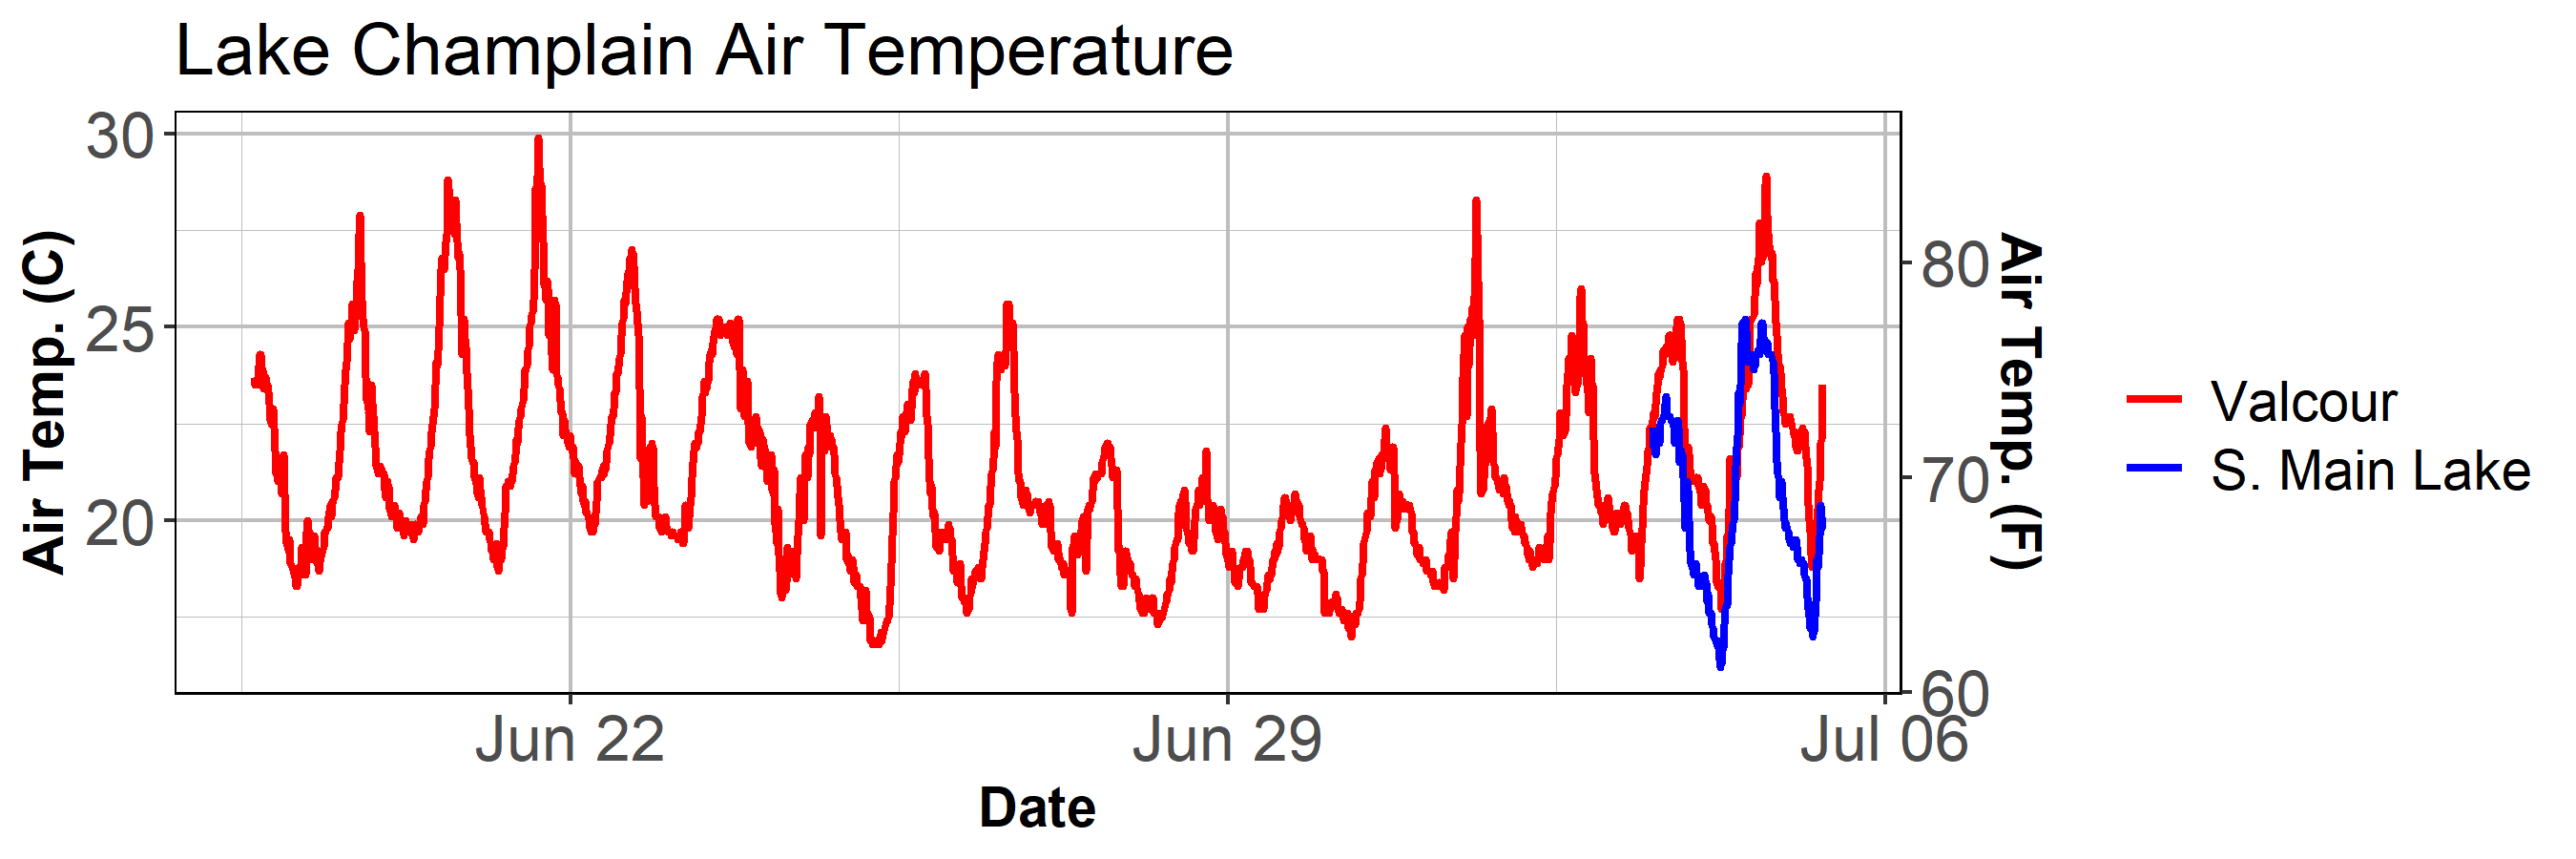 Lake Champlain Air Temperature
Air Temp. (C)
30
25
20
Jun 22
Jun 29
Jul 06
Date
80
70
60
Air Temp. (F)
Valcour
S. Main Lake